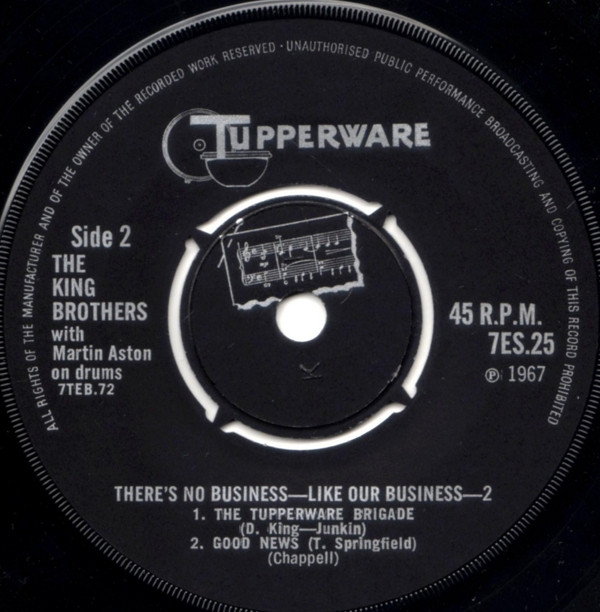 ALL RIGHTS OF THE MANUFACTURER AND OF THE OWNER OF THE RECORDED WORK RESERVED · UNAUTHORISED PUBLIC PERFORMANCE BROADCASTING AND COPYING OF THIS RECORD PROHIBITED
TUPPERWARE
Side 2
THE
KING
BROTHERS
with
Martin Aston
on drums
7TEB.72
45 R.P.M.
7ES.25
℗ 1967
K
THERE'S NO BUSINESS—LIKE OUR BUSINESS—2
1. THE TUPPERWARE BRIGADE
(D. King—Junkin)
2. GOOD NEWS (T. Springfield)
(Chappell)